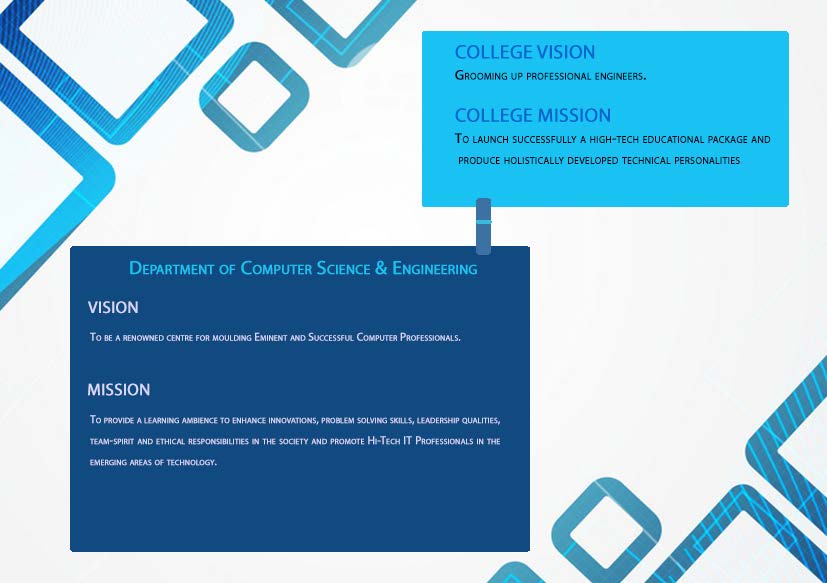 COLLEGE VISION
Grooming up professional engineers.
COLLEGE MISSION
To launch successfully a high-tech educational package and
produce holistically developed technical personalities
Department of Computer Science & Engineering
VISION
To be a renowned centre for moulding Eminent and Successful Computer Professionals.
MISSION
To provide a learning ambience to enhance innovations, problem solving skills, leadership qualities,
team-spirit and ethical responsibilities in the society and promote Hi-Tech IT Professionals in the
emerging areas of technology.